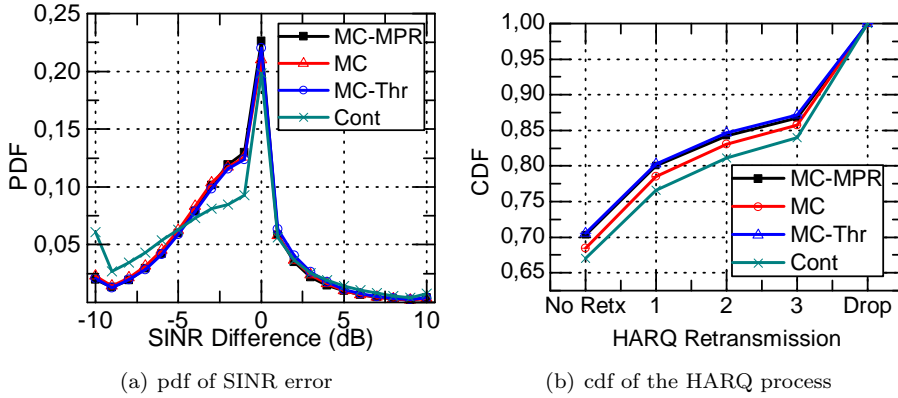 0,25
0,20
0,15
0,10
0,05
PDF
MC-MPR
MC
MC-Thr
Cont
-10
-5
0
5
10
SINR Difference (dB)
(a) pdf of SINR error
1,00
0,95
0,90
0,85
0,80
0,75
0,70
0,65
CDF
MC-MPR
MC
MC-Thr
Cont
No Retx
1
2
3
Drop
HARQ Retransmission
(b) cdf of the HARQ process